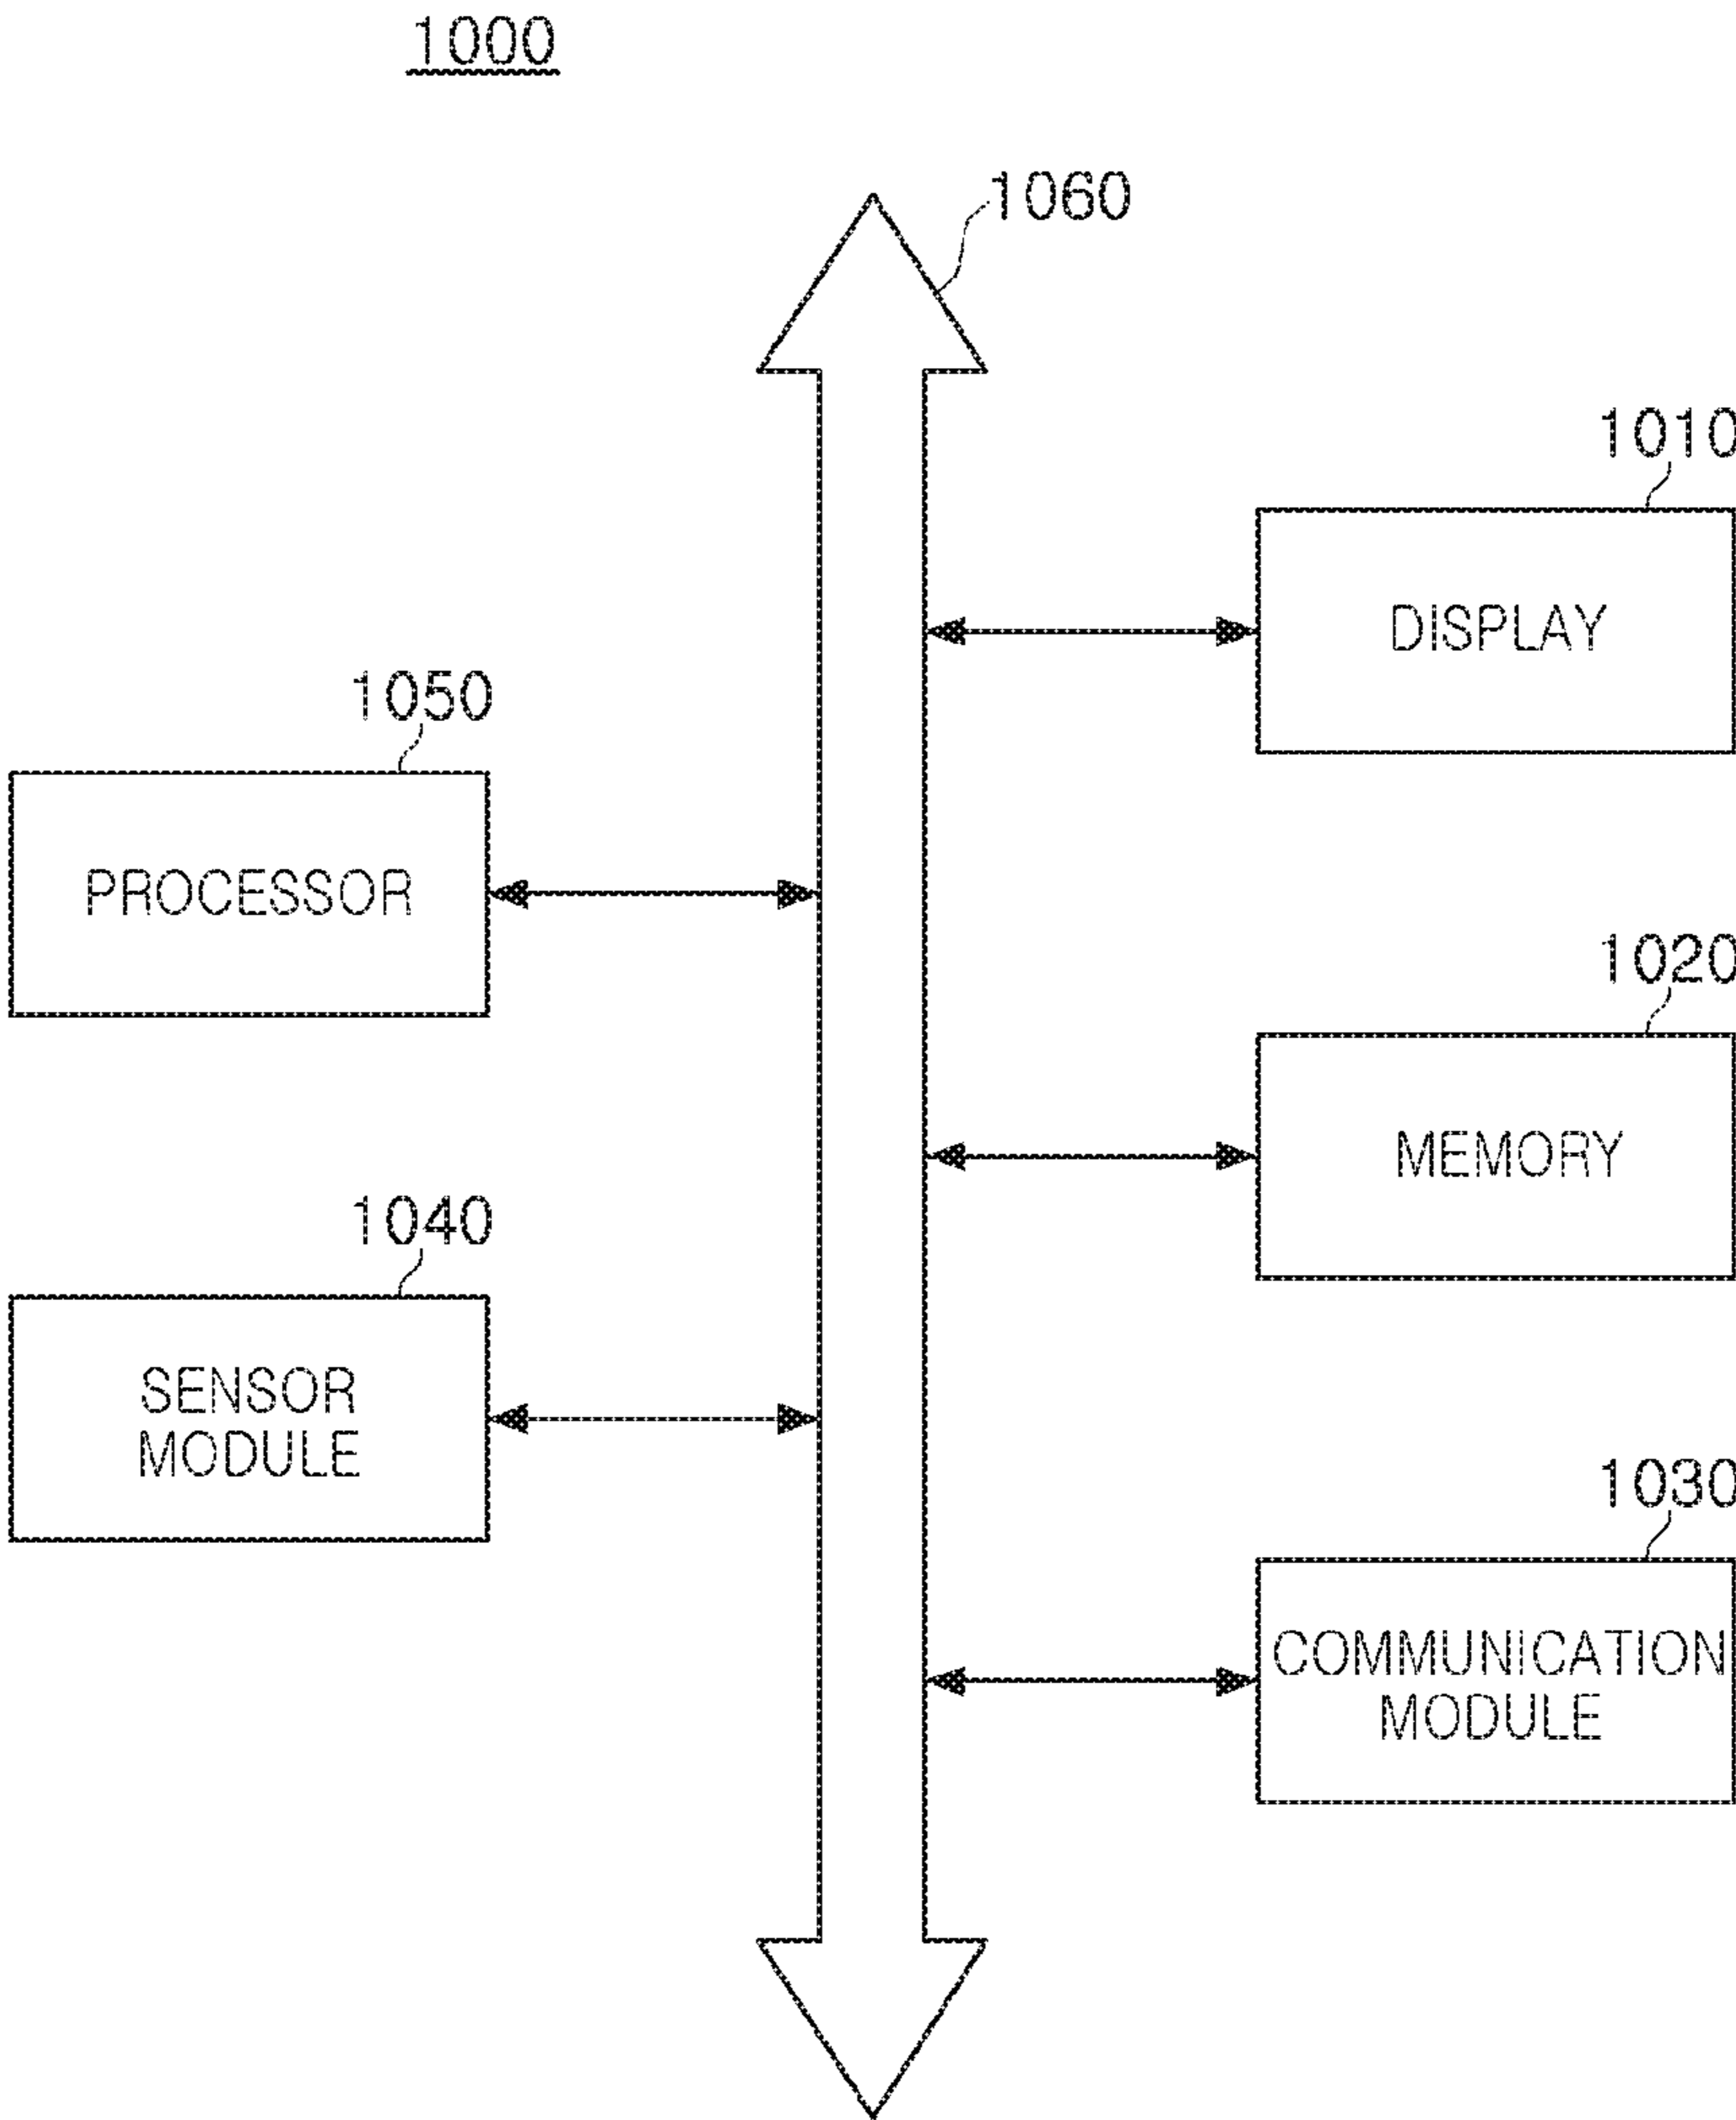 1000
1060
1010
DISPLAY
1050
PROCESSOR
1020
MEMORY
1040
SENSOR
MODULE
1030
COMMUNICATION
MODULE